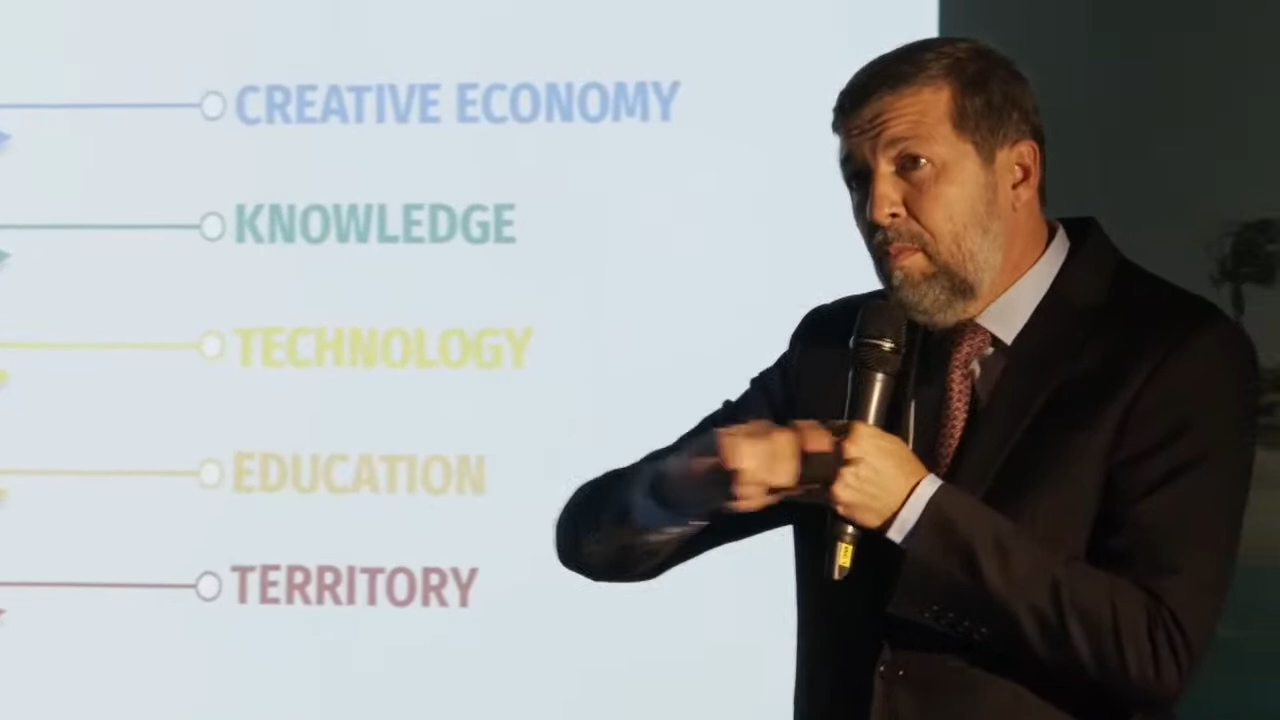 CREATIVE ECONOMY
KNOWLEDGE
TECHNOLOGY
EDUCATION
TERRITORY